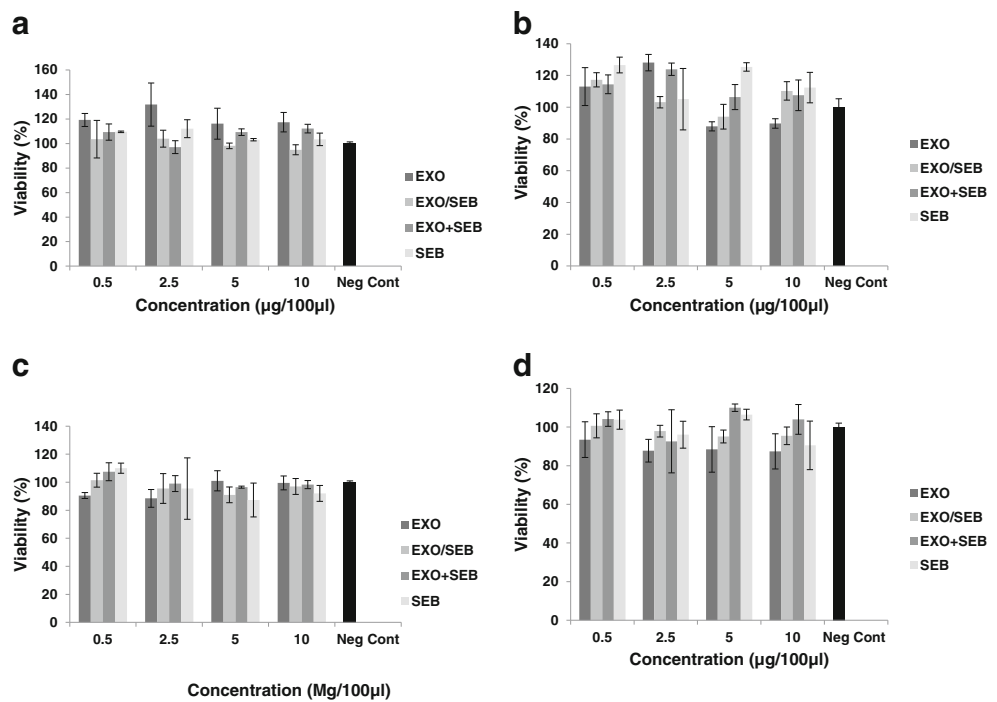 a
160
140
120
100
80
60
40
20
0
Viability (%)
0.5 2.5 5 10 Neg Cont
Concentration (µg/100µl)
EXO
EXO/SEB
EXO+SEB
SEB
b
140
120
100
80
60
40
20
0
Viability (%)
0.5 2.5 5 10 Neg Cont
Concentration (µg/100µl)
EXO
EXO/SEB
EXO+SEB
SEB
c
140
120
100
80
60
40
20
0
Viability (%)
0.5 2.5 5 10 Neg Cont
Concentration (Mg/100µl)
EXO
EXO/SEB
EXO+SEB
SEB
d
120
100
80
60
40
20
0
Viability (%)
0.5 2.5 5 10 Neg Cont
Concentration (µg/100µl)
EXO
EXO/SEB
EXO+SEB
SEB